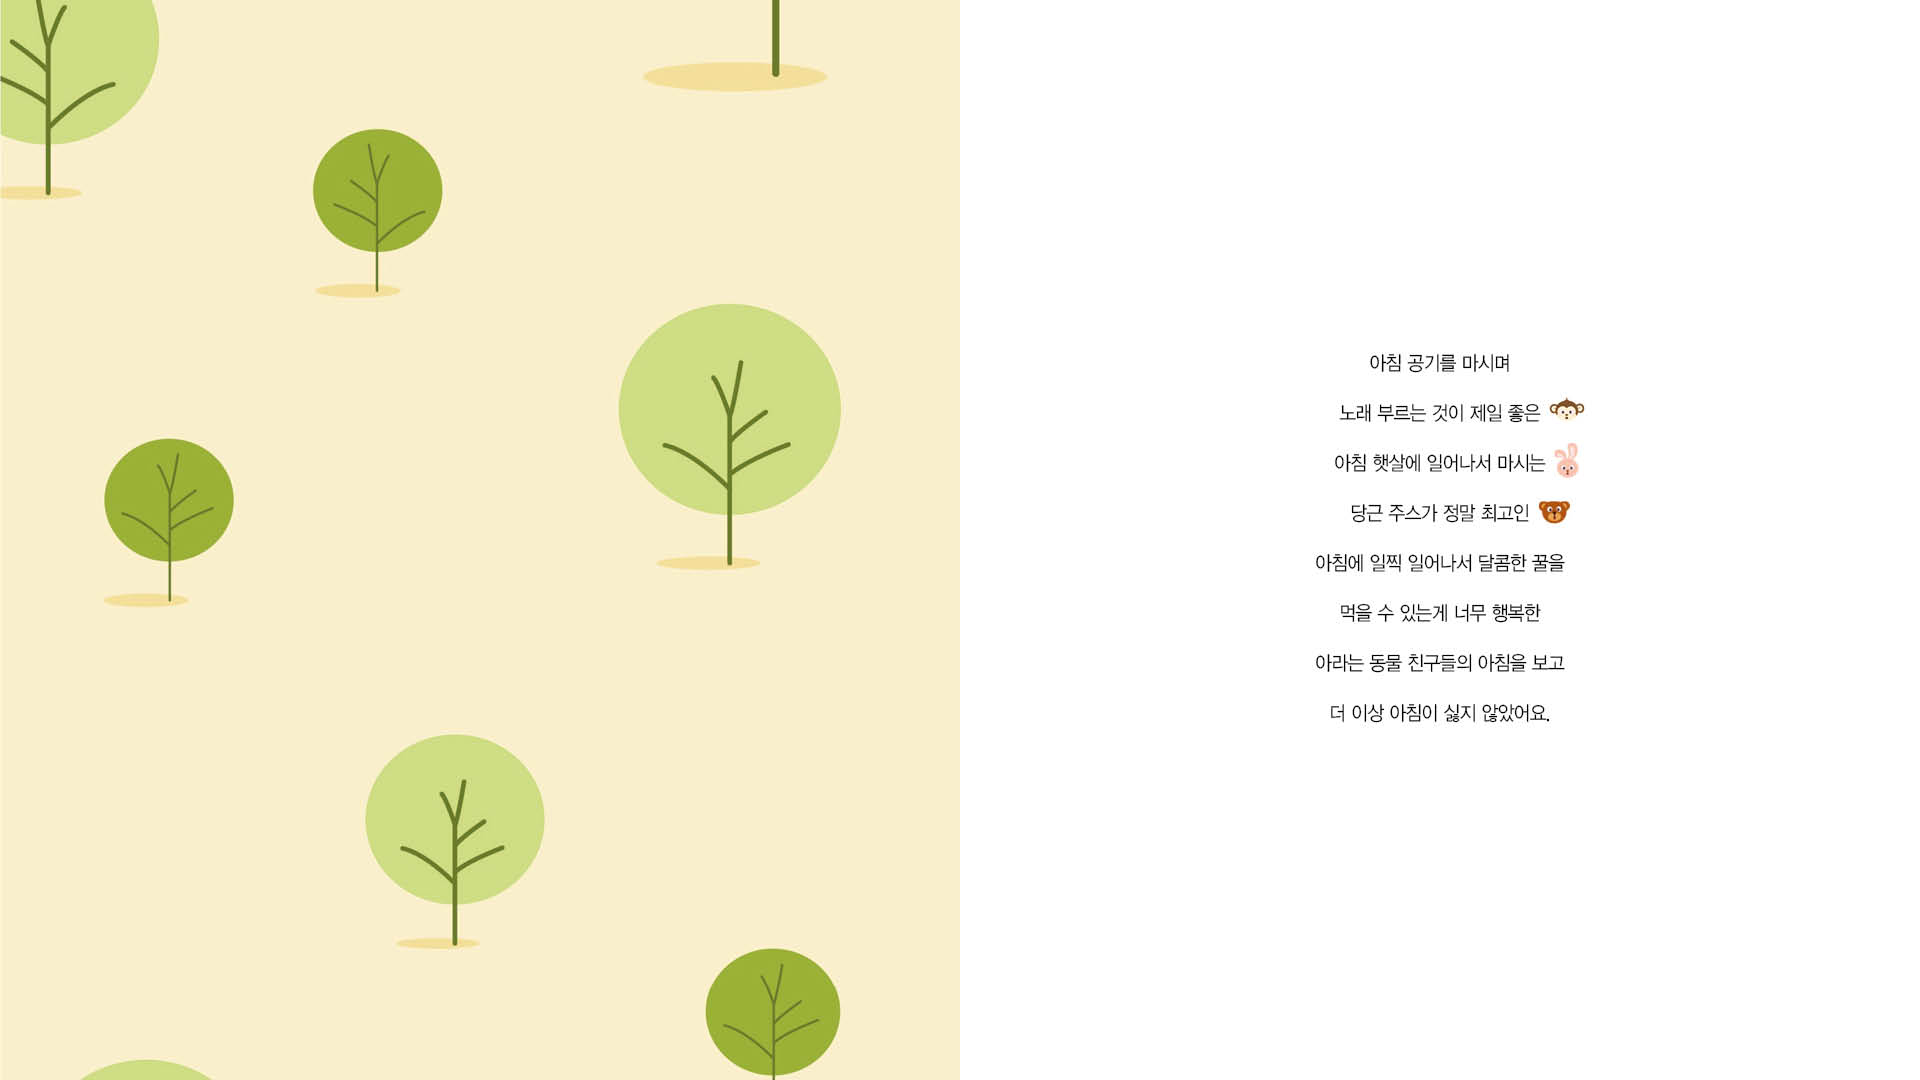 아침 공기를 마시며
노래 부르는 것이 제일 좋은
아침 햇살에 일어나서 마시는
당근 주스가 정말 최고인
아침에 일찍 일어나서 달콤한 꿀을
먹을 수 있는게 너무 행복한
아라는 동물 친구들의 아침을 보고
더 이상 아침이 싫지 않았어요.